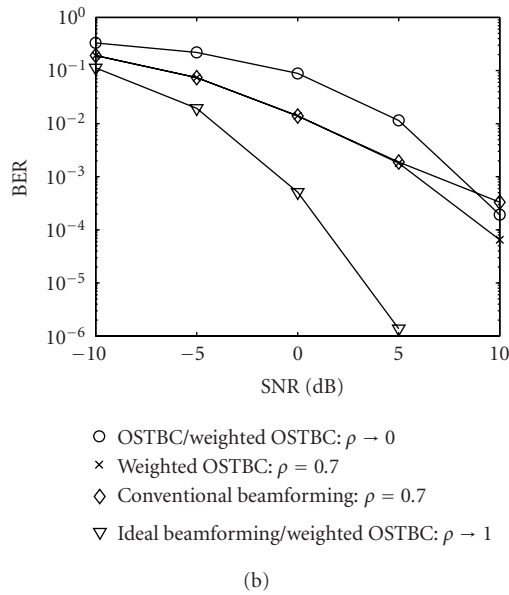 10^0
10^−1
10^−2
10^−3
10^−4
10^−5
10^−6
BER
−10 −5 0 5 10
SNR (dB)
OSTBC/weighted OSTBC: ρ → 0
Weighted OSTBC: ρ = 0.7
Conventional beamforming: ρ = 0.7
Ideal beamforming/weighted OSTBC: ρ → 1
(b)